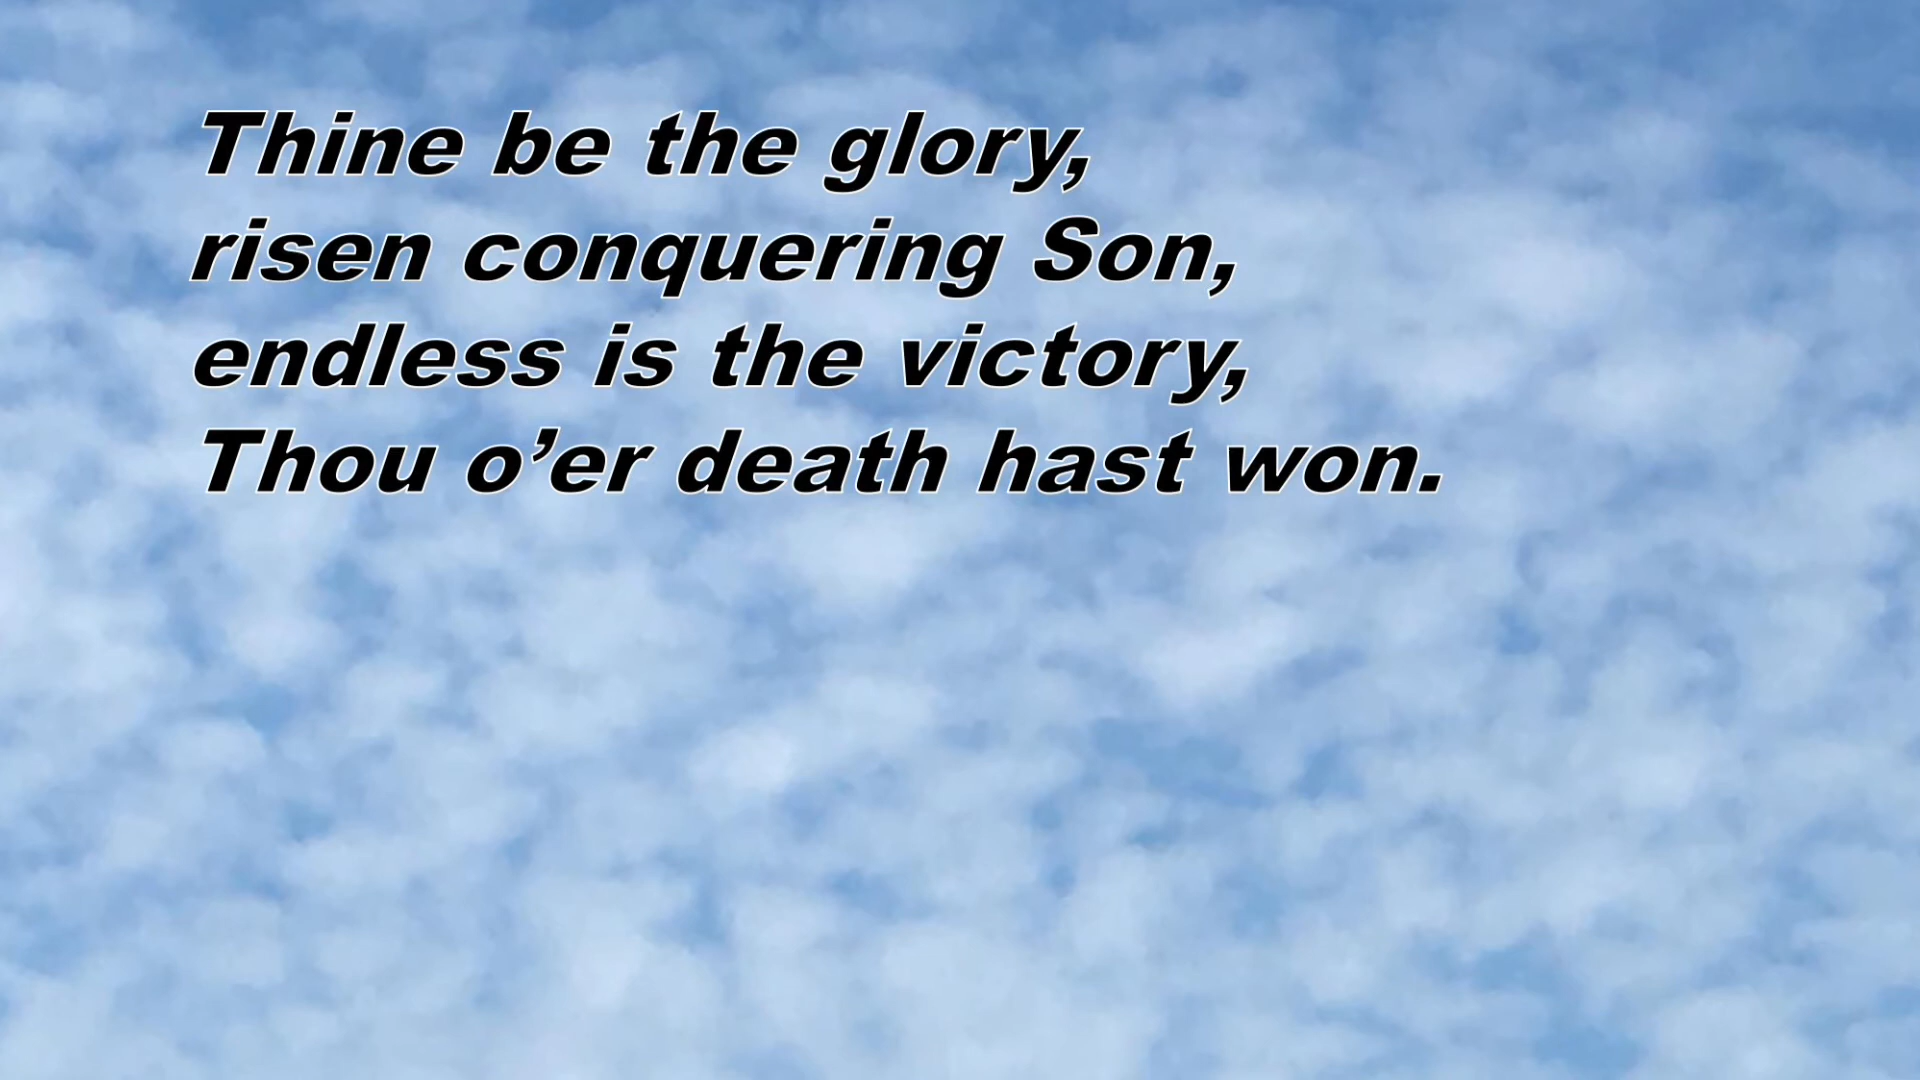 Thine be the glory,
risen conquering Son,
endless is the victory,
Thou o’er death hast won.